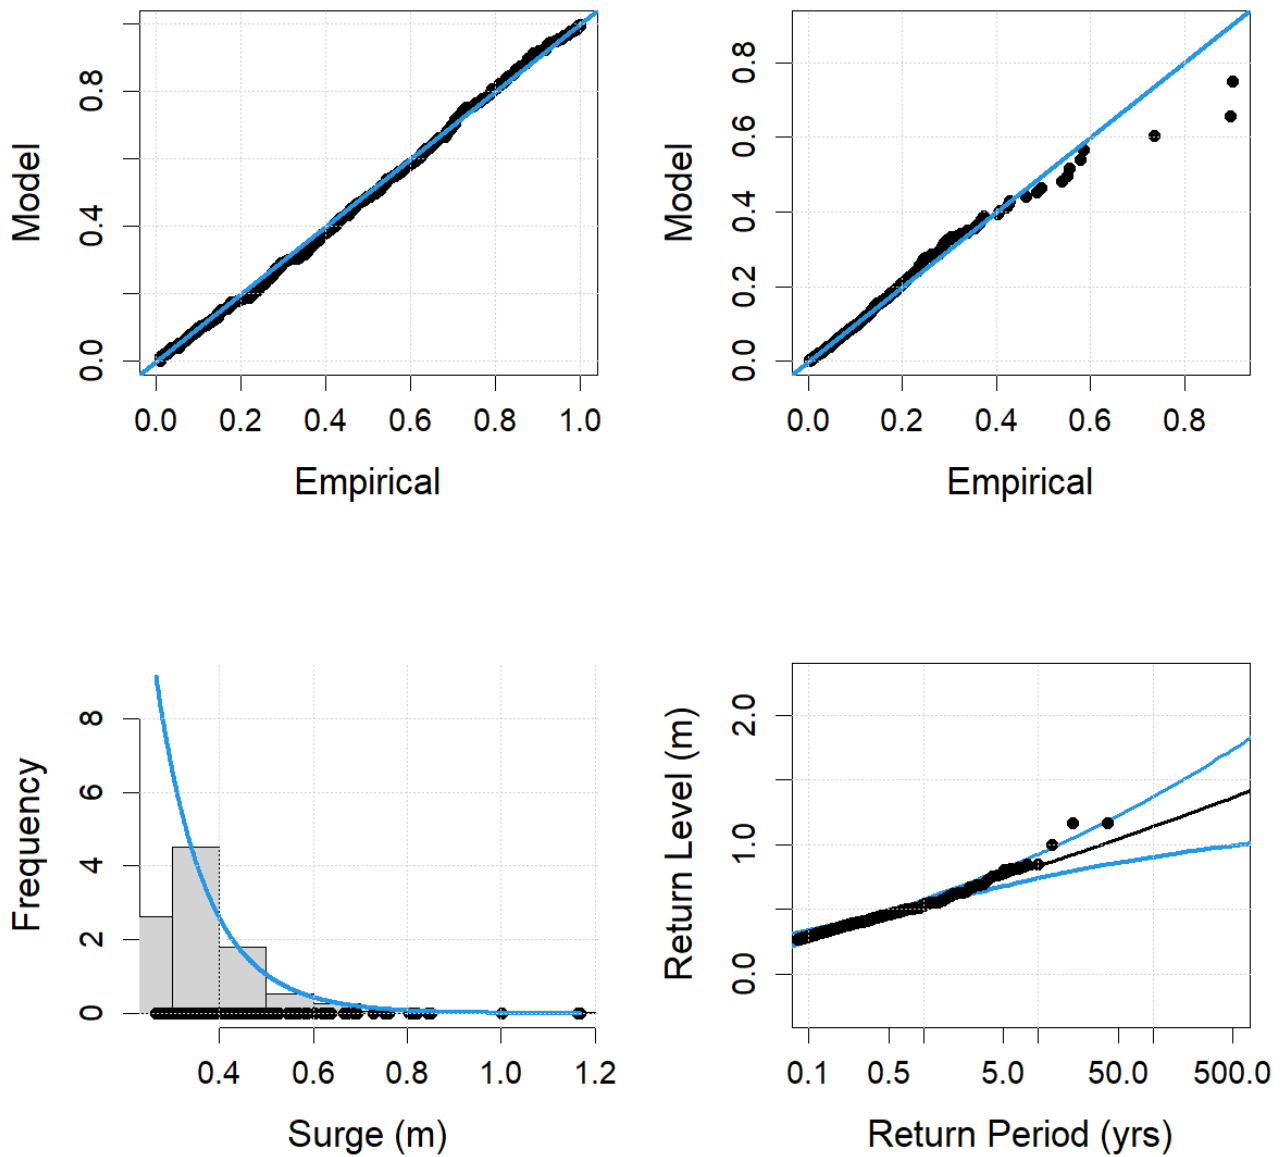 Model
0.8
0.4
0.0
0.0 0.2 0.4 0.6 0.8 1.0
Empirical
Model
0.8
0.6
0.4
0.2
0.0
0.0 0.2 0.4 0.6 0.8
Empirical
Frequency
8
6
4
2
0
0.4 0.6 0.8 1.0 1.2
Surge (m)
Return Level (m)
2.0
1.0
0.0
0.1 0.5 5.0 50.0 500.0
Return Period (yrs)